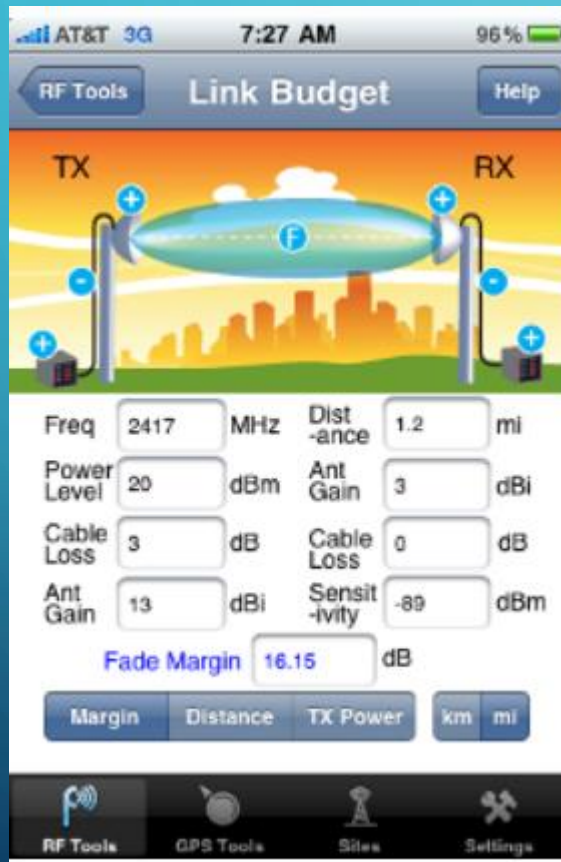 AT&T 3G 7:27 AM 96%
RF Tools Link Budget Help
TX RX
+ +
F
- -
+ +
Freq 2417 MHz Dist-ance 1.2 mi
Power Level 20 dBm Ant Gain 3 dBi
Cable Loss 3 dB Cable Loss 0 dB
Ant Gain 13 dBi Sensit-ivity -89 dBm
Fade Margin 16.15 dB
Margin Distance TX Power km mi
RF Tools GPS Tools Sites Settings